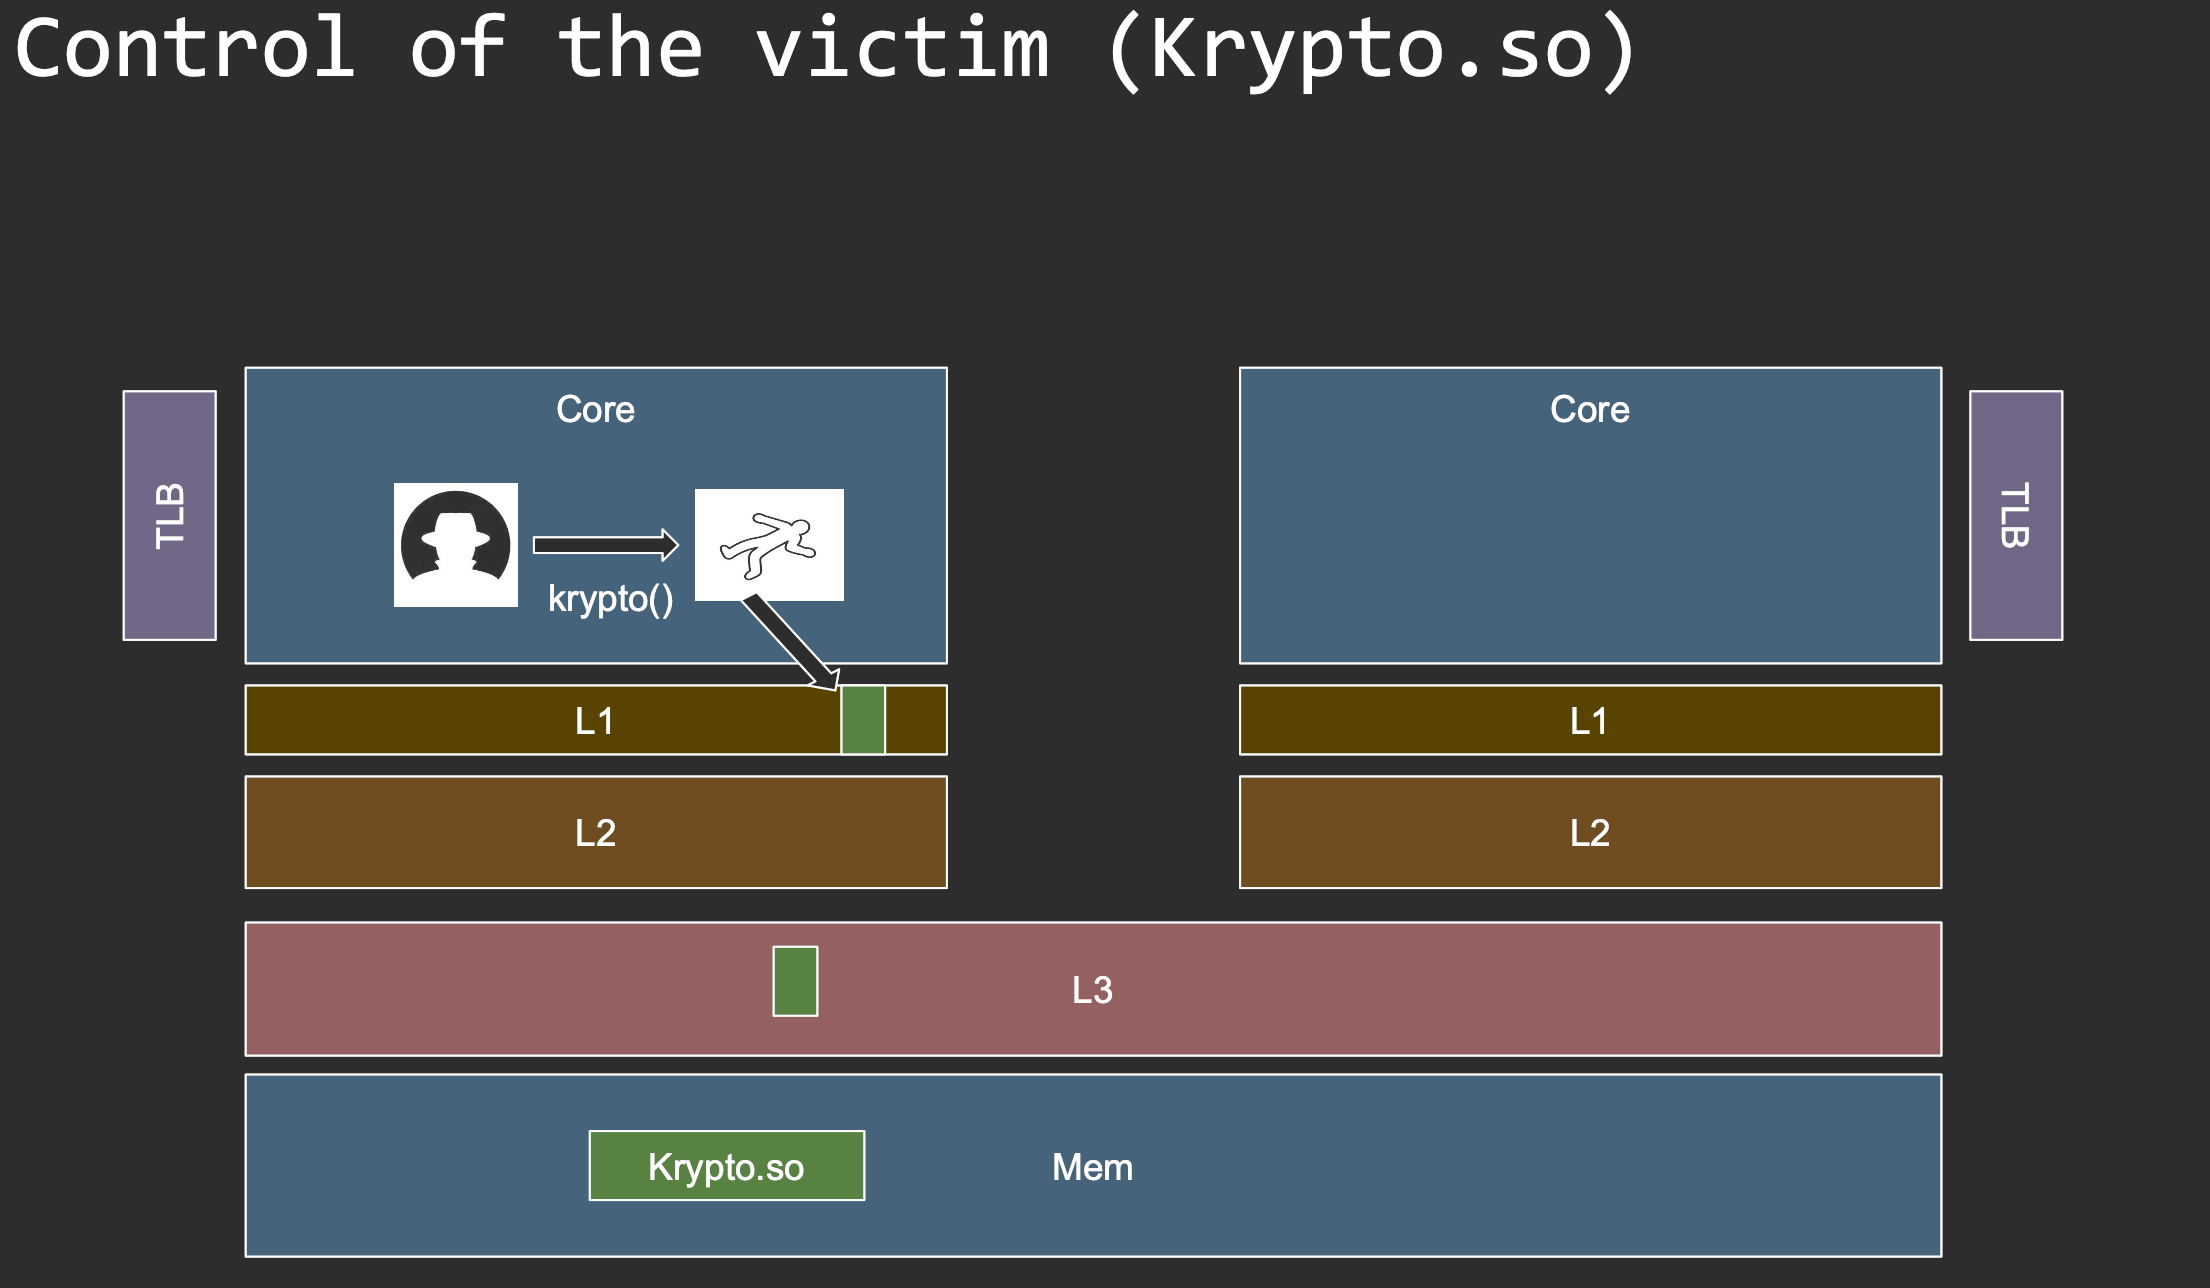 Control of the victim (Krypto.so)
TLB
Core
Core
TLB
krypto()
L1
L1
L2
L2
L3
Krypto.so
Mem